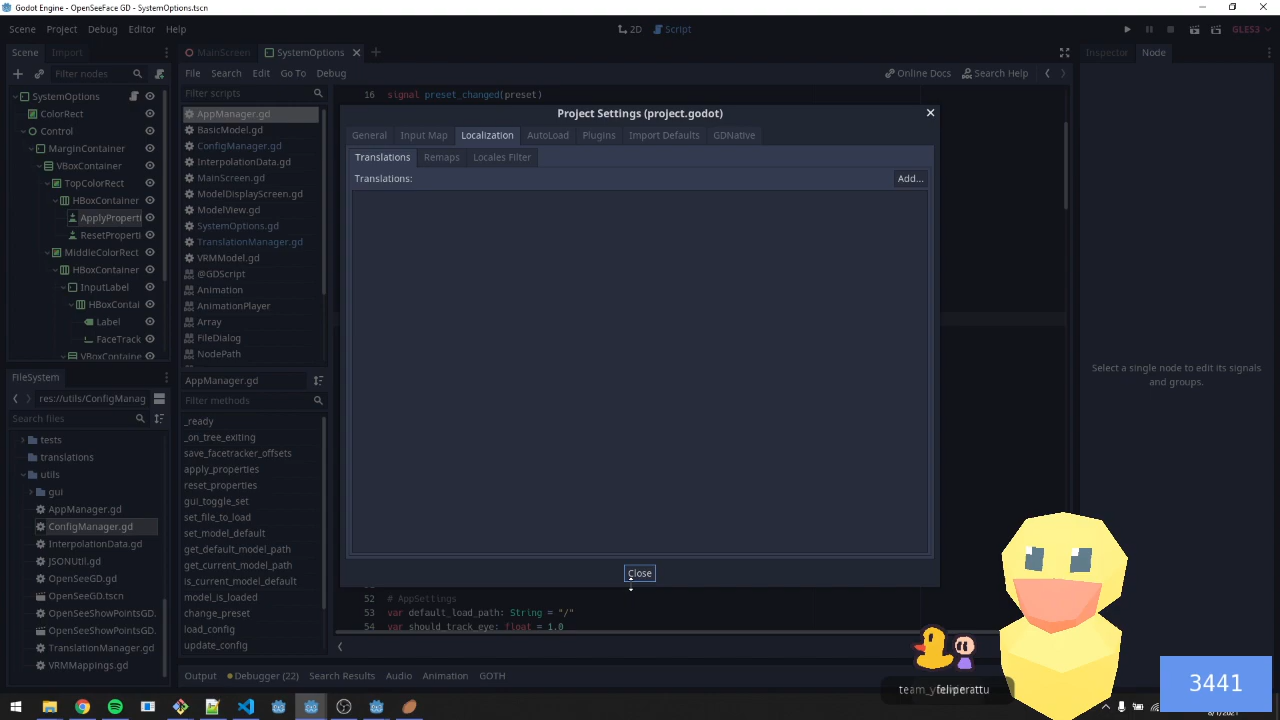 Godot Engine - OpenSeeFace GD - SystemOptions.tscn
Scene Project Debug Editor Help
2D Script
GLES3
Scene Import
MainScreen SystemOptions
Inspector Node
Filter nodes
File Search Edit Go To Debug
Online Docs Search Help
SystemOptions
ColorRect
Control
MarginContainer
VBoxContainer
TopColorRect
HBoxContainer
ApplyProperti
ResetProperti
MiddleColorRect
HBoxContainer
InputLabel
HBoxContai
Label
FaceTrack
VBoxContaine
Filter scripts
AppManager.gd
BasicModel.gd
ConfigManager.gd
InterpolationData.gd
MainScreen.gd
ModelDisplayScreen.gd
ModelView.gd
SystemOptions.gd
TranslationManager.gd
VRMModel.gd
@GDScript
Animation
AnimationPlayer
Array
FileDialog
NodePath
16 signal preset_changed(preset)
Project Settings (project.godot)
General Input Map Localization AutoLoad Plugins Import Defaults GDNative
Translations Remaps Locales Filter
Translations: Add...
Close
Select a single node to edit its signals
and groups.
FileSystem
res://utils/ConfigManag
Search files
tests
translations
utils
gui
AppManager.gd
ConfigManager.gd
InterpolationData.gd
JSONUtil.gd
OpenSeeGD.gd
OpenSeeGD.tscn
OpenSeeShowPointsGD.
OpenSeeShowPointsGD.
TranslationManager.gd
VRMMappings.gd
AppManager.gd
Filter methods
_ready
_on_tree_exiting
save_facetracker_offsets
apply_properties
reset_properties
gui_toggle_set
set_file_to_load
set_model_default
get_default_model_path
get_current_model_path
is_current_model_default
model_is_loaded
change_preset
load_config
update_config
52 # AppSettings
53 var default_load_path: String = "/"
54 var should_track_eye: float = 1.0
Output Debugger (22) Search Results Audio Animation GOTH
3441